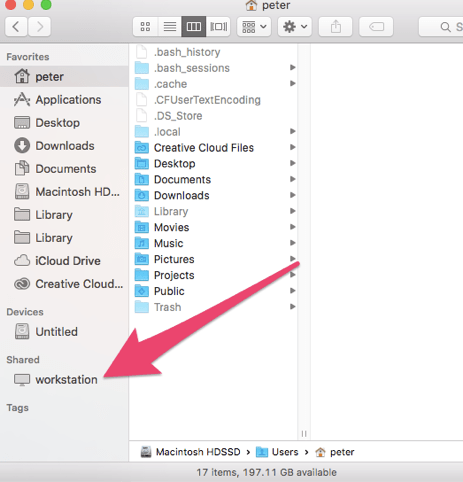 peter
S
Favorites
peter
Applications
Desktop
Downloads
Documents
Macintosh HD...
Library
Library
iCloud Drive
Creative Cloud...
Devices
Untitled
Shared
workstation
Tags
.bash_history
.bash_sessions
.cache
.CFUserTextEncoding
.DS_Store
.local
Creative Cloud Files
Desktop
Documents
Downloads
Library
Movies
Music
Pictures
Projects
Public
Trash
Macintosh HDSSD › Users › peter
17 items, 197.11 GB available